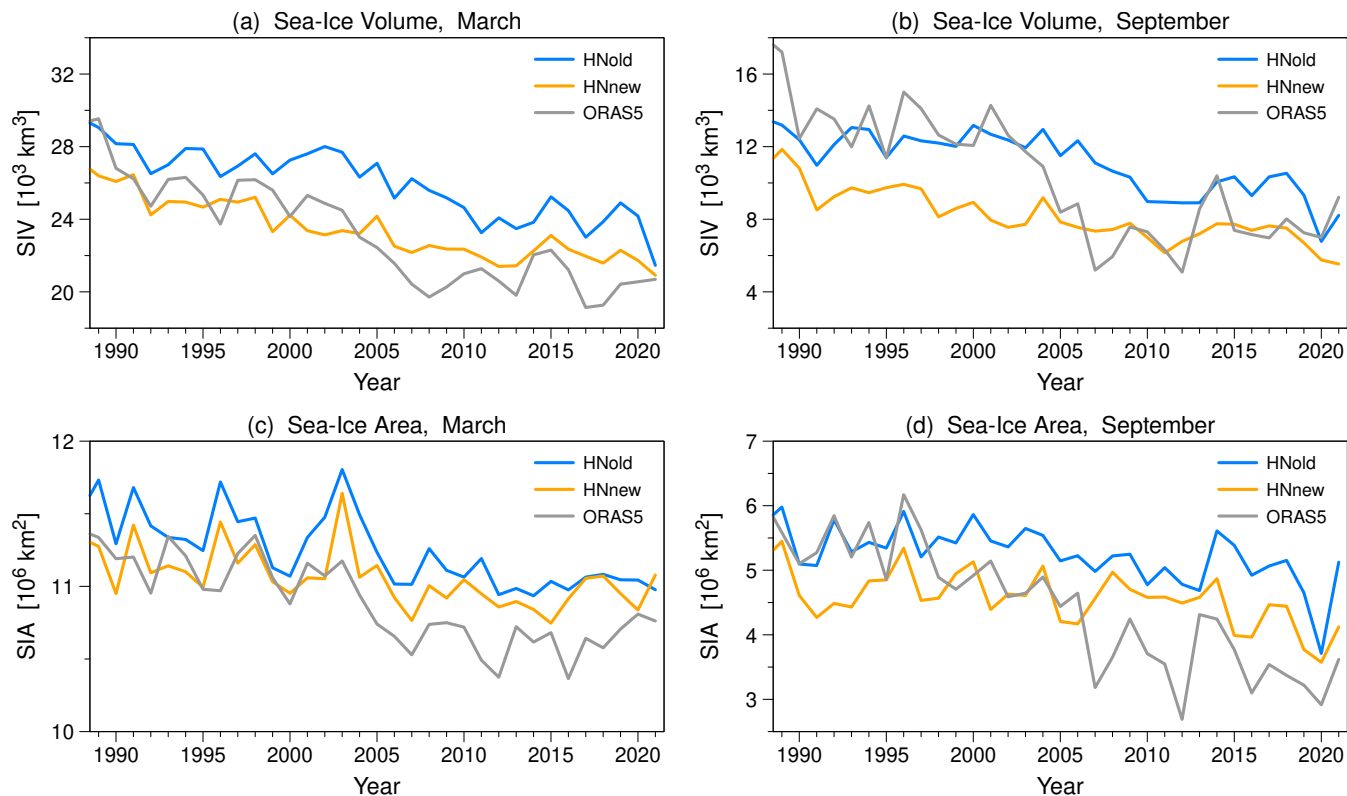 (a) Sea-Ice Volume, March
SIV [10³ km³]
32
28
24
20
HNold
HNnew
ORAS5
1990 1995 2000 2005 2010 2015 2020
Year
(b) Sea-Ice Volume, September
SIV [10³ km³]
16
12
8
4
HNold
HNnew
ORAS5
1990 1995 2000 2005 2010 2015 2020
Year
(c) Sea-Ice Area, March
SIA [10⁶ km²]
12
11
10
HNold
HNnew
ORAS5
1990 1995 2000 2005 2010 2015 2020
Year
(d) Sea-Ice Area, September
SIA [10⁶ km²]
7
6
5
4
3
HNold
HNnew
ORAS5
1990 1995 2000 2005 2010 2015 2020
Year